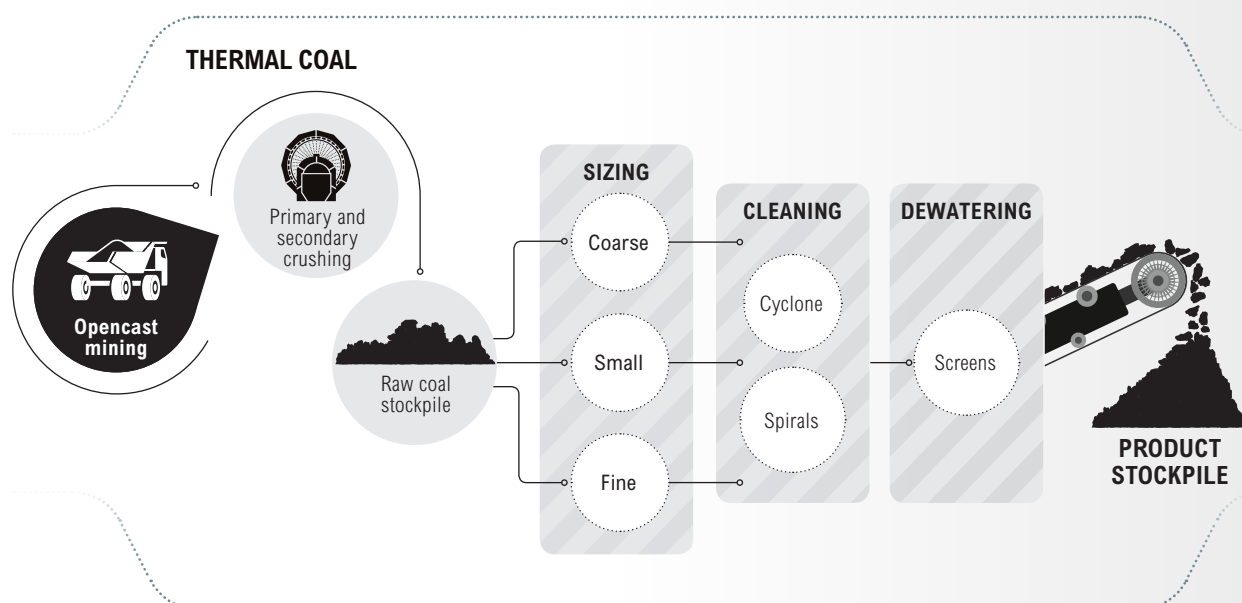 THERMAL COAL
Opencast
mining
Primary and
secondary
crushing
Raw coal
stockpile
SIZING
Coarse
Small
Fine
CLEANING
Cyclone
Spirals
DEWATERING
Screens
PRODUCT
STOCKPILE